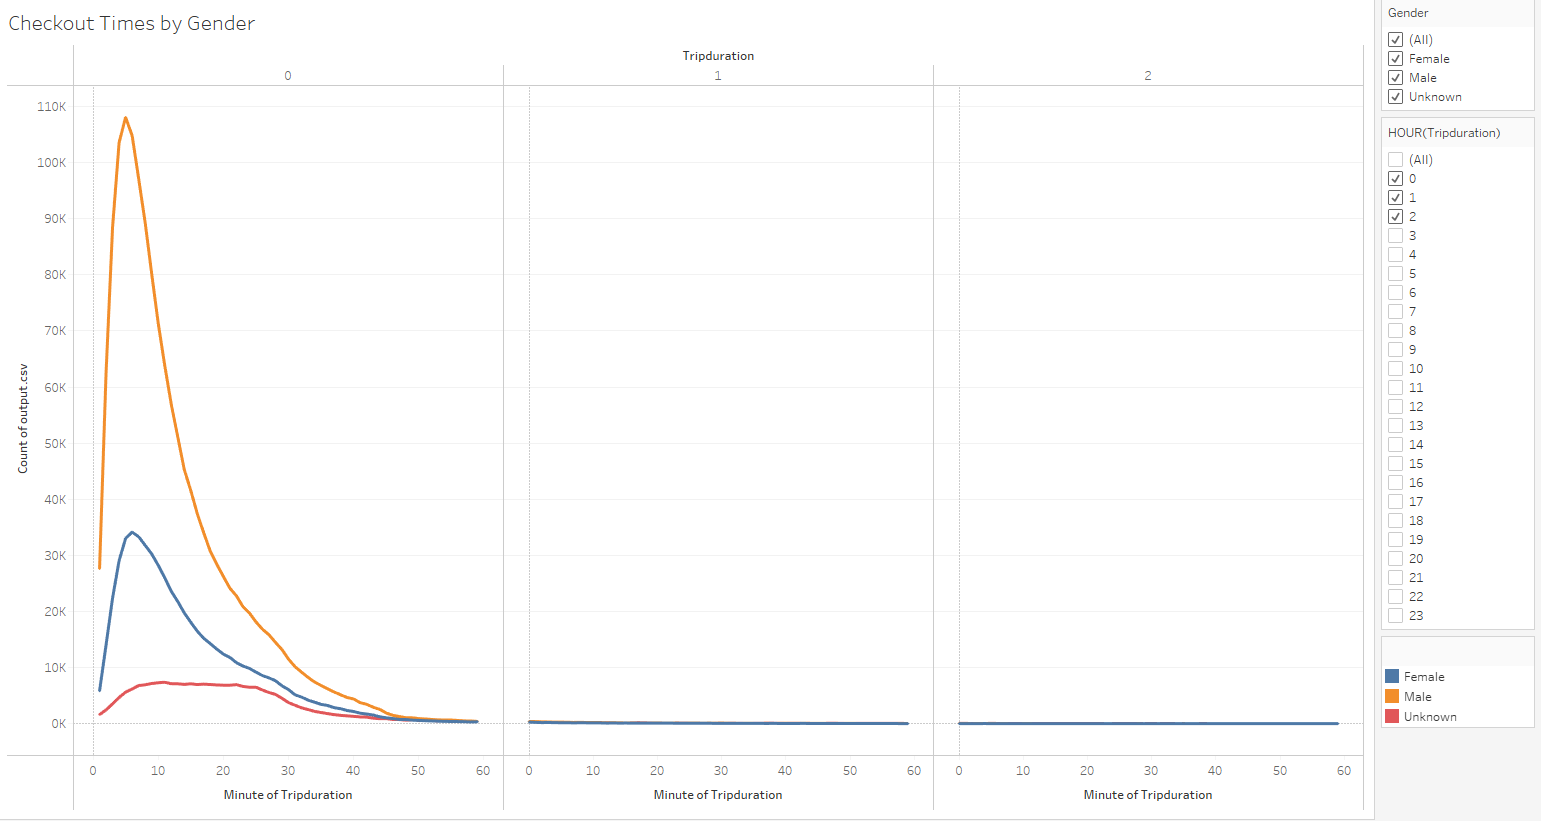 Checkout Times by Gender
Tripduration
0 1 2
110K
100K
90K
80K
70K
60K
50K
40K
30K
20K
10K
0K
Count of output.csv
0 10 20 30 40 50 60 0 10 20 30 40 50 60 0 10 20 30 40 50 60
Minute of Tripduration Minute of Tripduration Minute of Tripduration
Gender
(All)
Female
Male
Unknown
HOUR(Tripduration)
(All)
0
1
2
3
4
5
6
7
8
9
10
11
12
13
14
15
16
17
18
19
20
21
22
23
Female
Male
Unknown